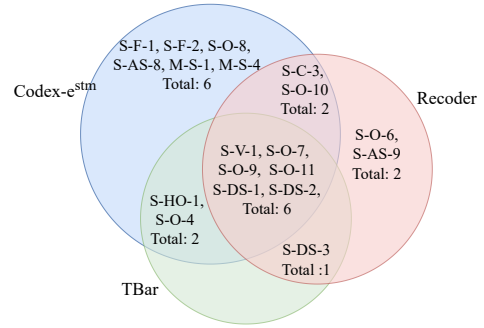 S-F-1, S-F-2, S-O-8,
S-AS-8, M-S-1, M-S-4
Total: 6
Codex-e^stm
S-C-3,
S-O-10
Total: 2
Recoder
S-O-6,
S-AS-9
Total: 2
S-V-1, S-O-7,
S-O-9, S-O-11
S-DS-1, S-DS-2,
Total: 6
S-HO-1,
S-O-4
Total: 2
S-DS-3
Total :1
TBar